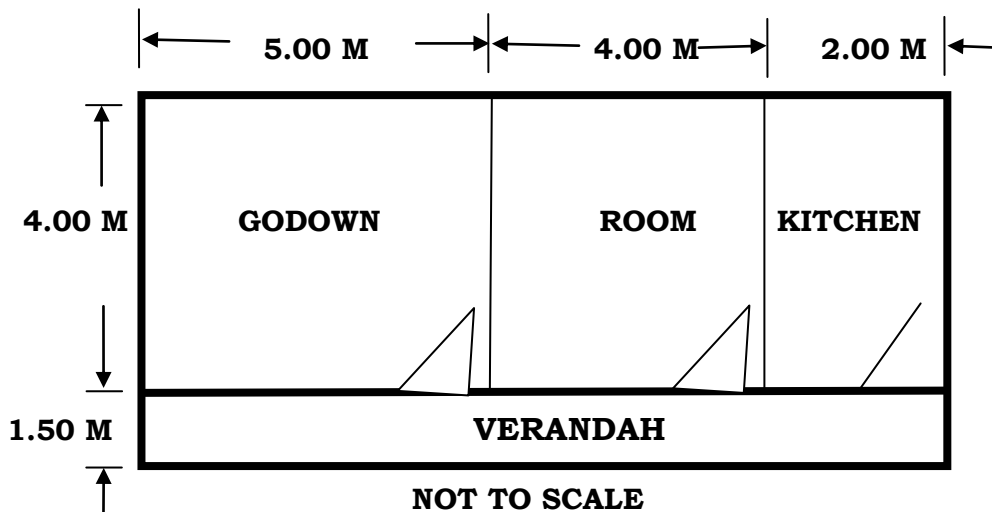 5.00 M 4.00 M 2.00 M
4.00 M GODOWN ROOM KITCHEN
1.50 M VERANDAH
NOT TO SCALE